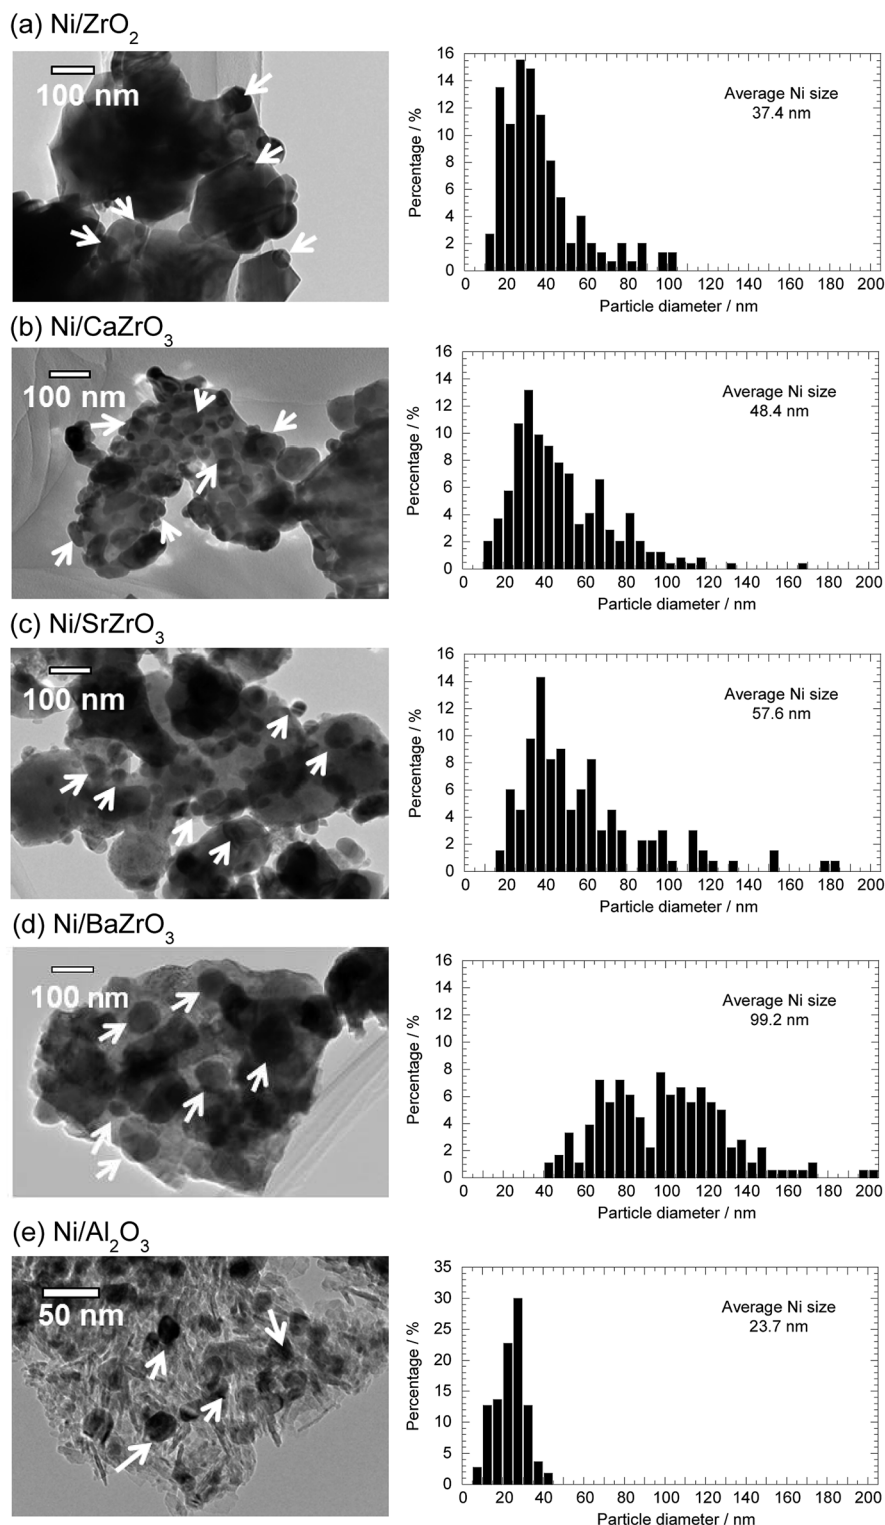 (a) Ni/ZrO2
100 nm
16
14
12
10
8
6
4
2
0
Percentage / %
Average Ni size
37.4 nm
0 20 40 60 80 100 120 140 160 180 200
Particle diameter / nm
(b) Ni/CaZrO3
100 nm
16
14
12
10
8
6
4
2
0
Percentage / %
Average Ni size
48.4 nm
0 20 40 60 80 100 120 140 160 180 200
Particle diameter / nm
(c) Ni/SrZrO3
100 nm
16
14
12
10
8
6
4
2
0
Percentage / %
Average Ni size
57.6 nm
0 20 40 60 80 100 120 140 160 180 200
Particle diameter / nm
(d) Ni/BaZrO3
100 nm
16
14
12
10
8
6
4
2
0
Percentage / %
Average Ni size
99.2 nm
0 20 40 60 80 100 120 140 160 180 200
Particle diameter / nm
(e) Ni/Al2O3
50 nm
35
30
25
20
15
10
5
0
Percentage / %
Average Ni size
23.7 nm
0 20 40 60 80 100 120 140 160 180 200
Particle diameter / nm